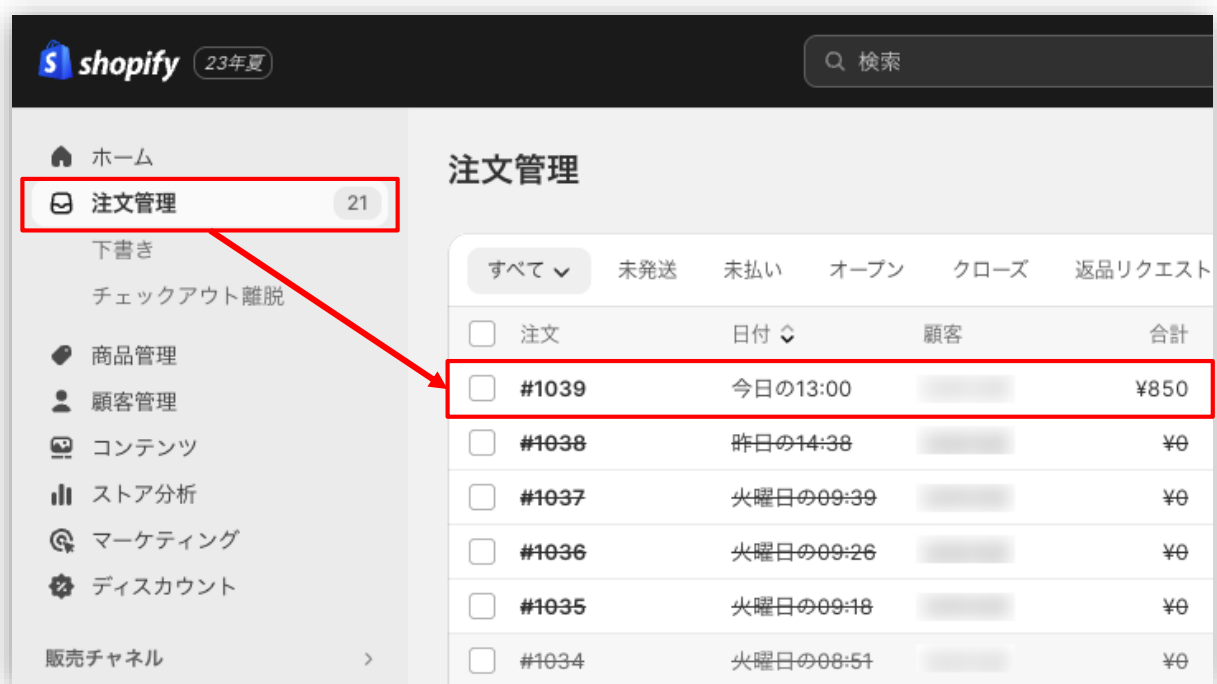 shopify 23年夏
検索
ホーム
注文管理 21
下書き
チェックアウト離脱
商品管理
顧客管理
コンテンツ
ストア分析
マーケティング
ディスカウント
販売チャネル
注文管理
すべて 未発送 未払い オープン クローズ 返品リクエスト
注文 日付 顧客 合計
#1039 今日の13:00 ¥850
#1038 昨日の14:38 ¥0
#1037 火曜日の09:39 ¥0
#1036 火曜日の09:26 ¥0
#1035 火曜日の09:18 ¥0
#1034 火曜日の08:51 ¥0